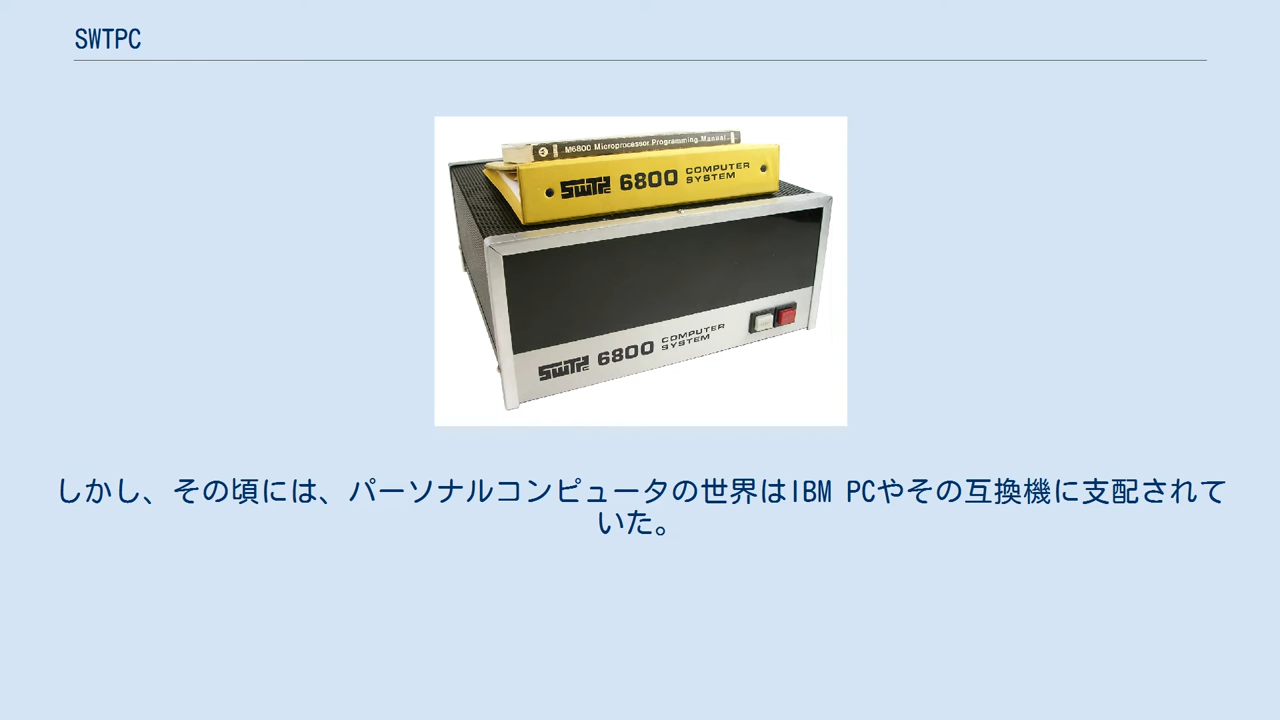 SWTPC
M6800 Microprocessor Programming Manual
SWTPC 6800 COMPUTER SYSTEM
SWTPC 6800 COMPUTER SYSTEM
しかし、その頃には、パーソナルコンピュータの世界はIBM PCやその互換機に支配されて
いた。